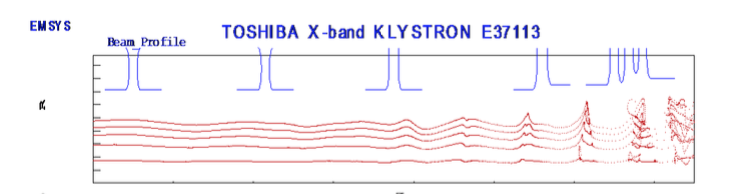 EMSYS
TOSHIBA X-band KLYSTRON E37113
Beam Profile
R